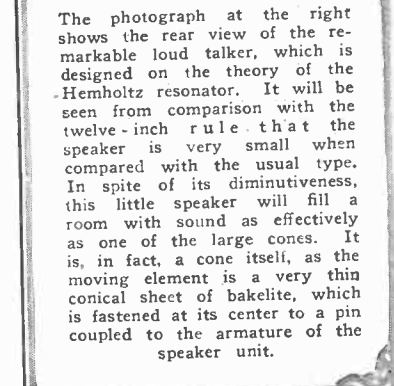 The photograph at the right
shows the rear view of the re-
markable loud talker, which is
designed on the theory of the
Hemholtz resonator. It will be
seen from comparison with the
twelve-inch rule that the
speaker is very small when
compared with the usual type.
In spite of its diminutiveness,
this little speaker will fill a
room with sound as effectively
as one of the large cones. It
is, in fact, a cone itself, as the
moving element is a very thin
conical sheet of bakelite, which
is fastened at its center to a pin
coupled to the armature of the
speaker unit.